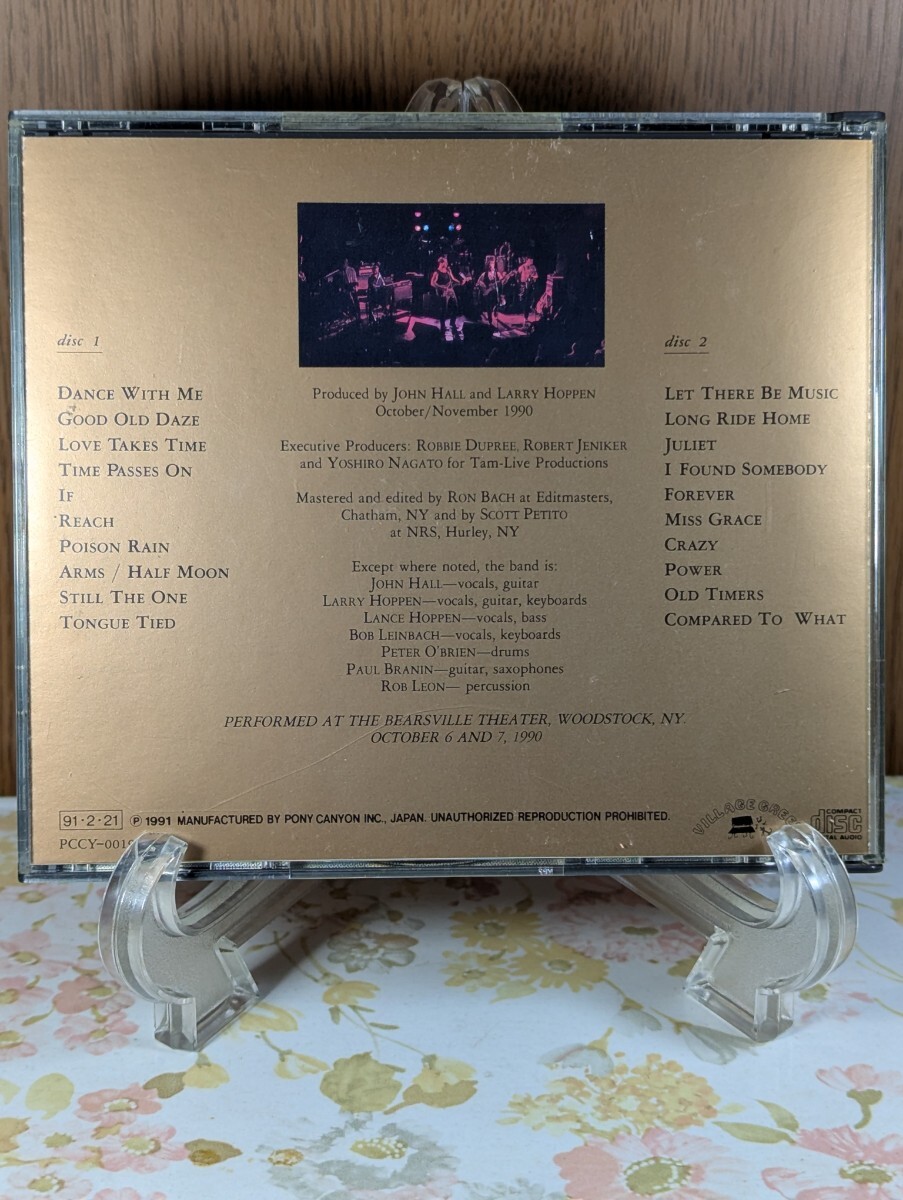 disc 1
DANCE WITH ME
GOOD OLD DAZE
LOVE TAKES TIME
TIME PASSES ON
IF
REACH
POISON RAIN
ARMS / HALF MOON
STILL THE ONE
TONGUE TIED
Produced by JOHN HALL and LARRY HOPPEN
October/November 1990
Executive Producers: ROBBIE DUPREE, ROBERT JENIKER
and YOSHIRO NAGATO for Tam-Live Productions
Mastered and edited by RON BACH at Editmasters,
Chatham, NY and by SCOTT PETITO
at NRS, Hurley, NY
Except where noted, the band is:
JOHN HALL—vocals, guitar
LARRY HOPPEN—vocals, guitar, keyboards
LANCE HOPPEN—vocals, bass
BOB LEINBACH—vocals, keyboards
PETER O'BRIEN—drums
PAUL BRANIN—guitar, saxophones
ROB LEON— percussion
PERFORMED AT THE BEARSVILLE THEATER, WOODSTOCK, NY.
OCTOBER 6 AND 7, 1990
disc 2
LET THERE BE MUSIC
LONG RIDE HOME
JULIET
I FOUND SOMEBODY
FOREVER
MISS GRACE
CRAZY
POWER
OLD TIMERS
COMPARED TO WHAT
91·2·21 Ⓟ 1991 MANUFACTURED BY PONY CANYON INC., JAPAN. UNAUTHORIZED REPRODUCTION PROHIBITED.
VILLAGE
COMPACT
disc
AUDIO